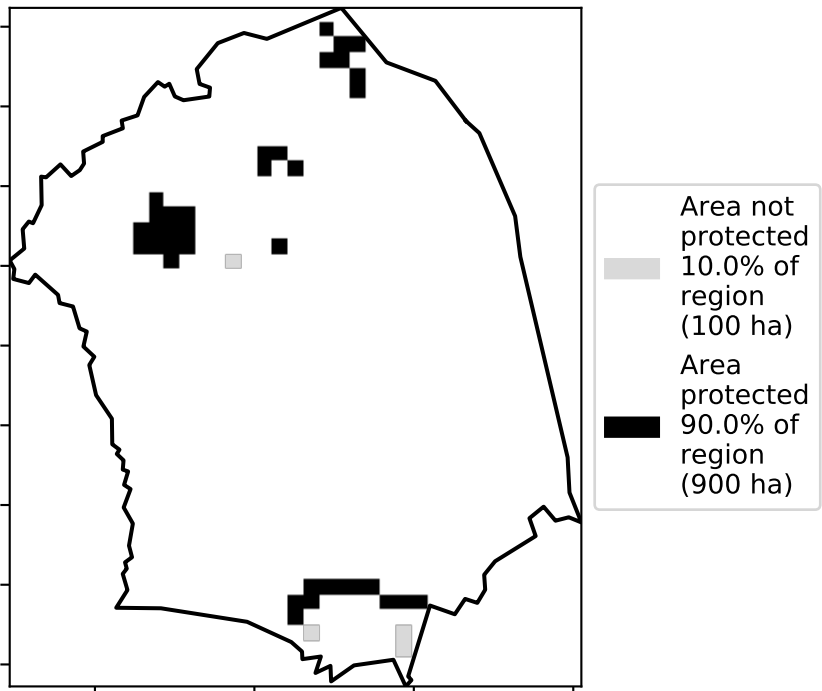 Area not
protected
10.0% of
region
(100 ha)
Area
protected
90.0% of
region
(900 ha)